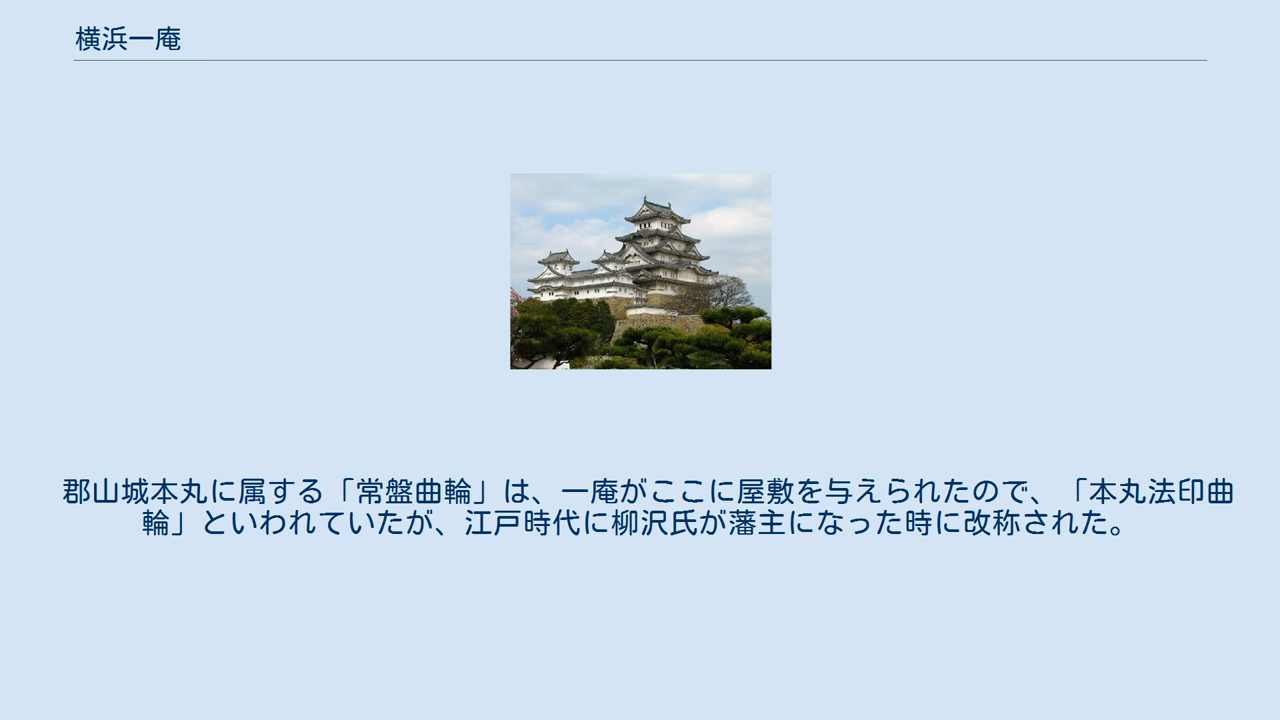 横浜一庵
郡山城本丸に属する「常盤曲輪」は、一庵がここに屋敷を与えられたので、「本丸法印曲
輪」といわれていたが、江戸時代に柳沢氏が藩主になった時に改称された。